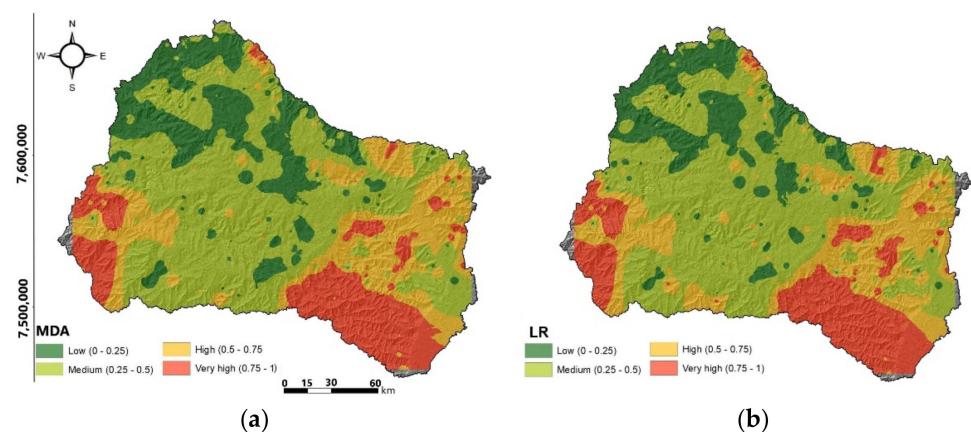 N
W E
S
7,600,000
7,500,000
MDA
Low (0 - 0.25)
High (0.5 - 0.75
Medium (0.25 - 0.5)
Very high (0.75 - 1)
0 15 30 60
km
(a)
LR
Low (0 - 0.25)
High (0.5 - 0.75)
Medium (0.25 - 0.5)
Very high (0.75 - 1)
(b)